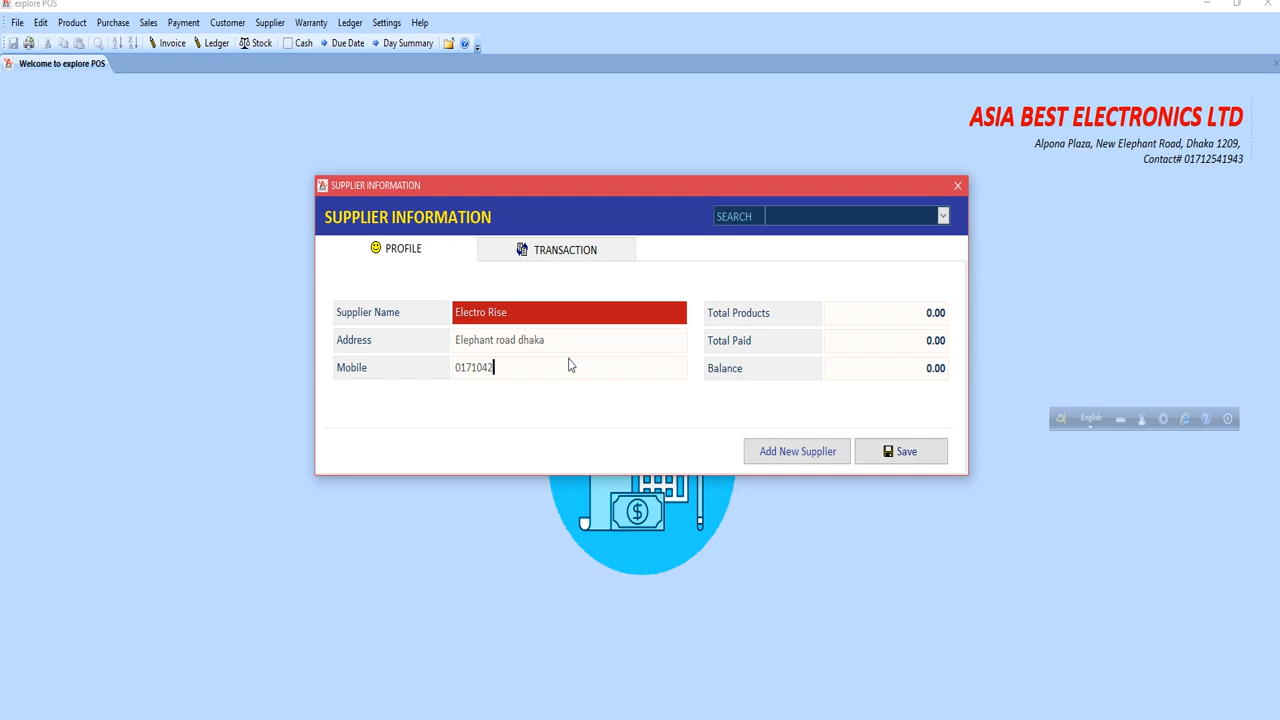 explore POS
File Edit Product Purchase Sales Payment Customer Supplier Warranty Ledger Settings Help
Invoice Ledger Stock Cash Due Date Day Summary
Welcome to explore POS
ASIA BEST ELECTRONICS LTD
Alpona Plaza, New Elephant Road, Dhaka 1209,
Contact# 01712541943
SUPPLIER INFORMATION
SUPPLIER INFORMATION SEARCH
PROFILE TRANSACTION
Supplier Name Electro Rise Total Products 0.00
Address Elephant road dhaka Total Paid 0.00
Mobile 0171042 Balance 0.00
English
Add New Supplier Save
$